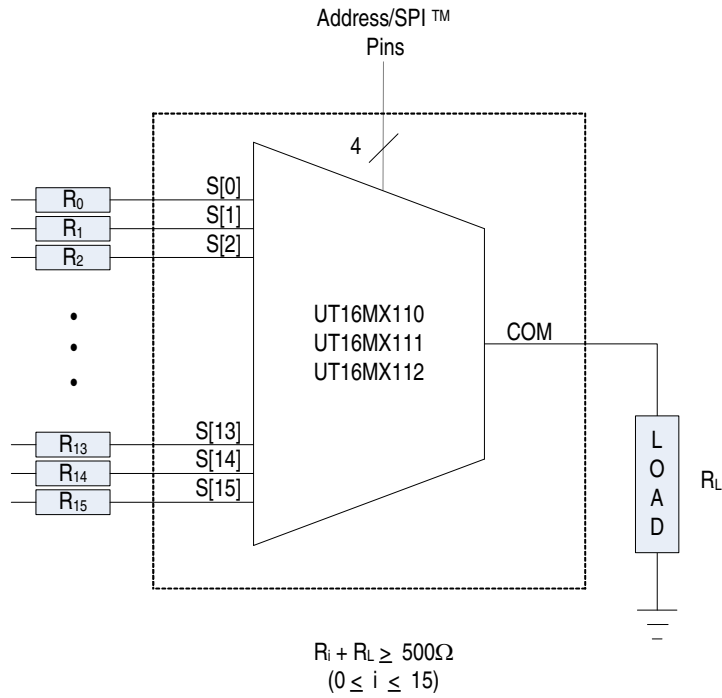 Address/SPI ™
Pins
4
R0 S[0]
R1 S[1]
R2 S[2]
UT16MX110
UT16MX111
UT16MX112
COM
R13 S[13]
R14 S[14]
R15 S[15]
L
O
A
D
RL
Ri + RL ≥ 500Ω
(0 ≤ i ≤ 15)